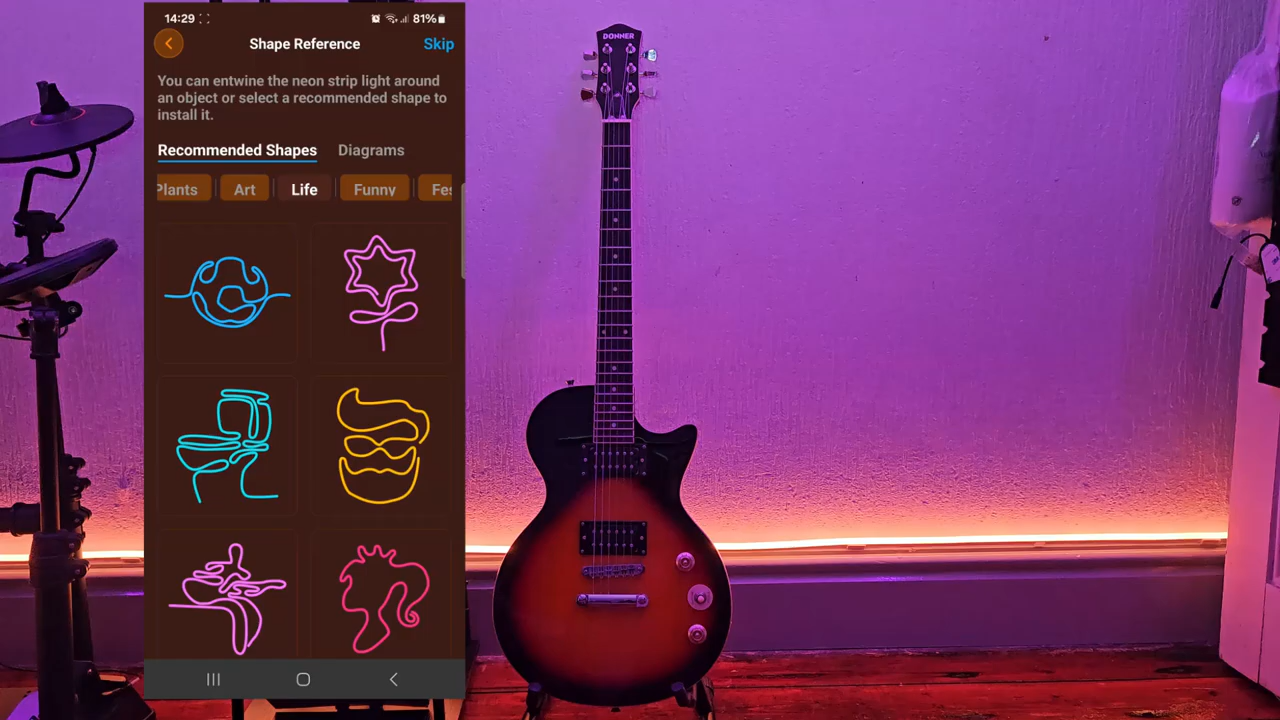 14:29
81%
Shape Reference
Skip
You can entwine the neon strip light around
an object or select a recommended shape to
install it.
Recommended Shapes
Diagrams
Plants
Art
Life
Funny
Fes
DONNER